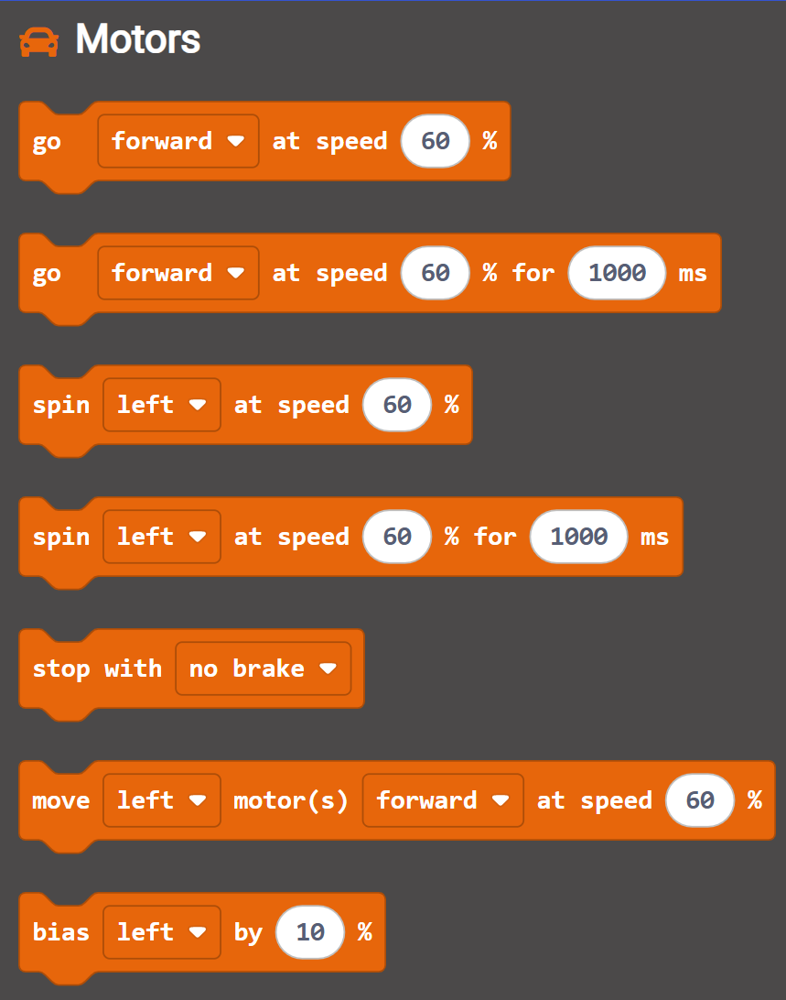 Motors
go forward at speed 60 %
go forward at speed 60 % for 1000 ms
spin left at speed 60 %
spin left at speed 60 % for 1000 ms
stop with no brake
move left motor(s) forward at speed 60 %
bias left by 10 %